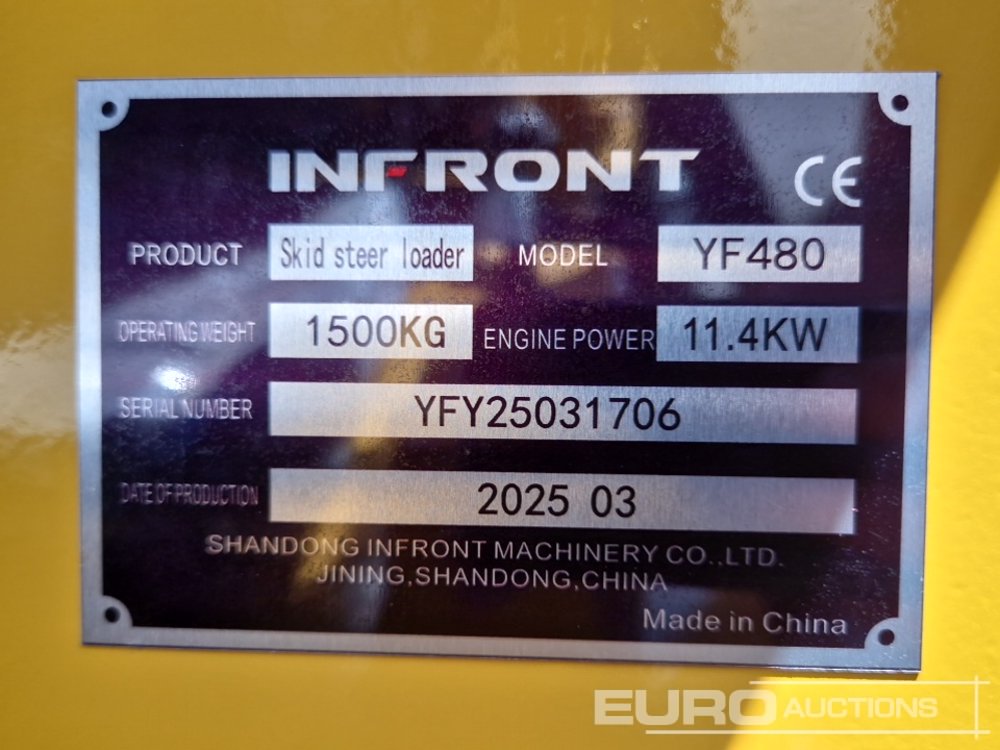 INFRONT CE
PRODUCT Skid steer loader MODEL YF480
OPERATING WEIGHT 1500KG ENGINE POWER 11.4KW
SERIAL NUMBER YFY25031706
DATE OF PRODUCTION 2025 03
SHANDONG INFRONT MACHINERY CO.,LTD.
JINING,SHANDONG,CHINA
Made in China
EURO AUCTIONS